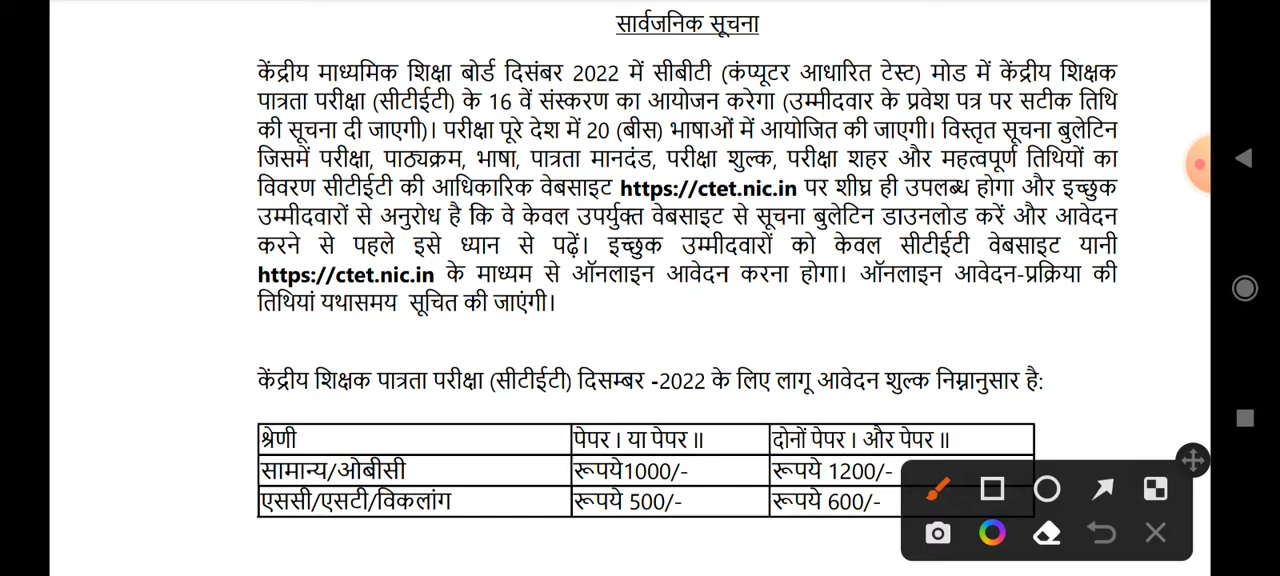 सार्वजनिक सूचना
केंद्रीय माध्यमिक शिक्षा बोर्ड दिसंबर 2022 में सीबीटी (कंप्यूटर आधारित टेस्ट) मोड में केंद्रीय शिक्षक
पात्रता परीक्षा (सीटीईटी) के 16 वें संस्करण का आयोजन करेगा (उम्मीदवार के प्रवेश पत्र पर सटीक तिथि
की सूचना दी जाएगी)। परीक्षा पूरे देश में 20 (बीस) भाषाओं में आयोजित की जाएगी। विस्तृत सूचना बुलेटिन
जिसमें परीक्षा, पाठ्यक्रम, भाषा, पात्रता मानदंड, परीक्षा शुल्क, परीक्षा शहर और महत्वपूर्ण तिथियों का
विवरण सीटीईटी की आधिकारिक वेबसाइट https://ctet.nic.in पर शीघ्र ही उपलब्ध होगा और इच्छुक
उम्मीदवारों से अनुरोध है कि वे केवल उपर्युक्त वेबसाइट से सूचना बुलेटिन डाउनलोड करें और आवेदन
करने से पहले इसे ध्यान से पढ़ें। इच्छुक उम्मीदवारों को केवल सीटीईटी वेबसाइट यानी
https://ctet.nic.in के माध्यम से ऑनलाइन आवेदन करना होगा। ऑनलाइन आवेदन-प्रक्रिया की
तिथियां यथासमय सूचित की जाएंगी।
केंद्रीय शिक्षक पात्रता परीक्षा (सीटीईटी) दिसम्बर -2022 के लिए लागू आवेदन शुल्क निम्नानुसार है:
श्रेणी पेपर I या पेपर II दोनों पेपर I और पेपर II
सामान्य/ओबीसी रूपये1000/- रूपये 1200/-
एससी/एसटी/विकलांग रूपये 500/- रूपये 600/-